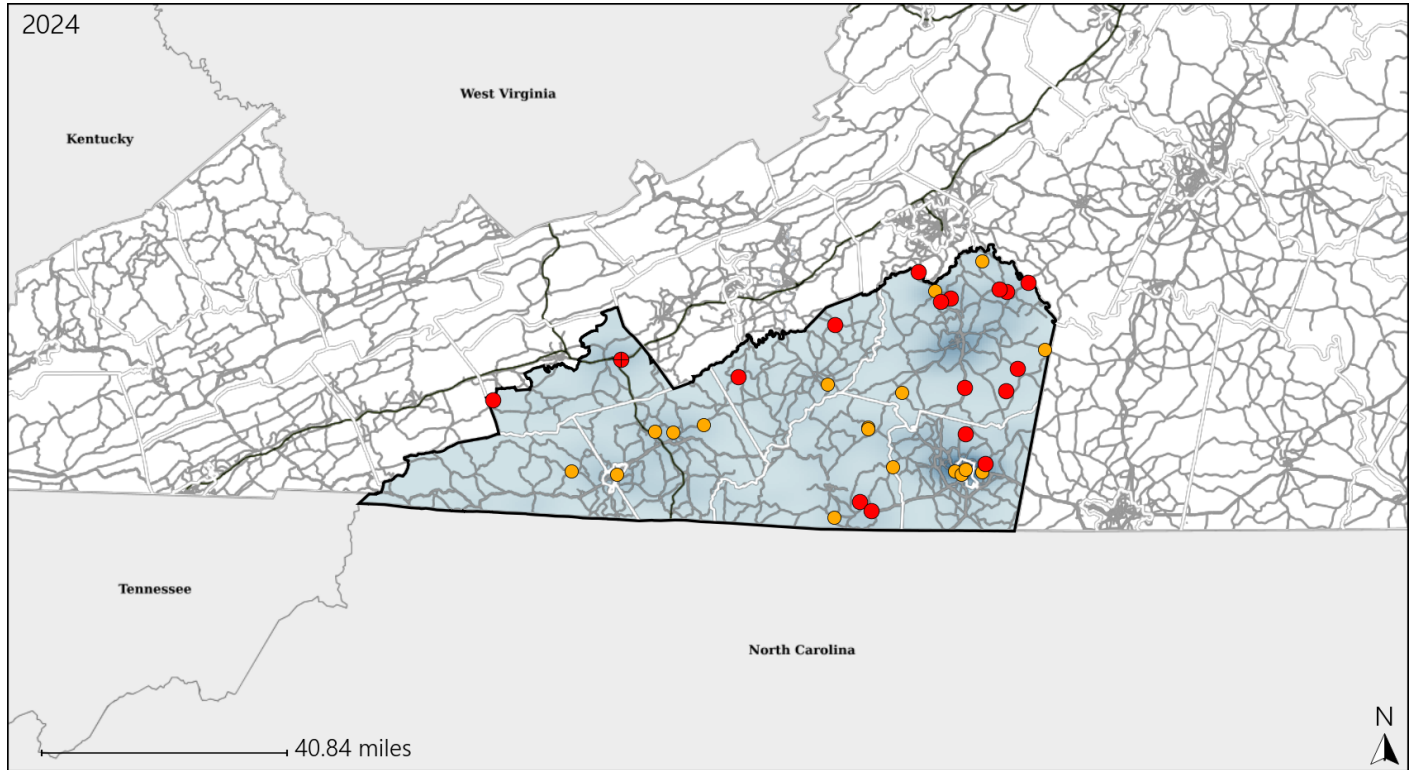 2024
West Virginia
Kentucky
Tennessee
North Carolina
N
40.84 miles